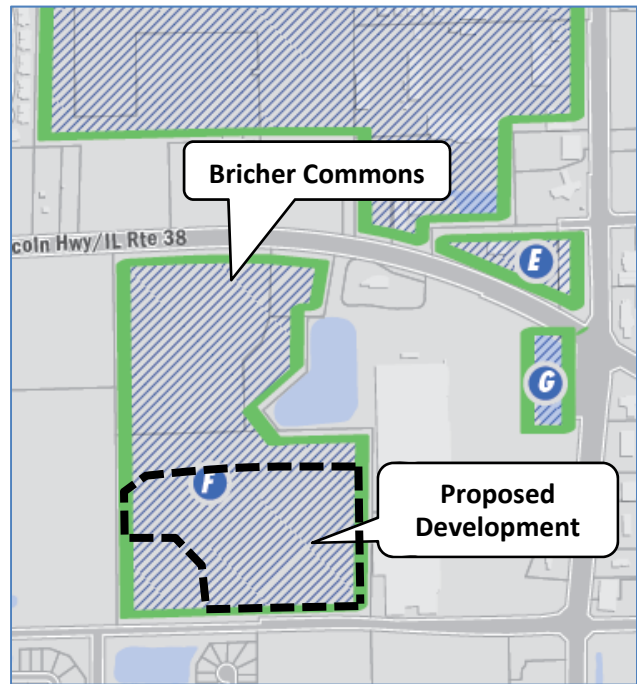 Bricher Commons
coln Hwy/IL Rte 38
E
G
F
Proposed
Development